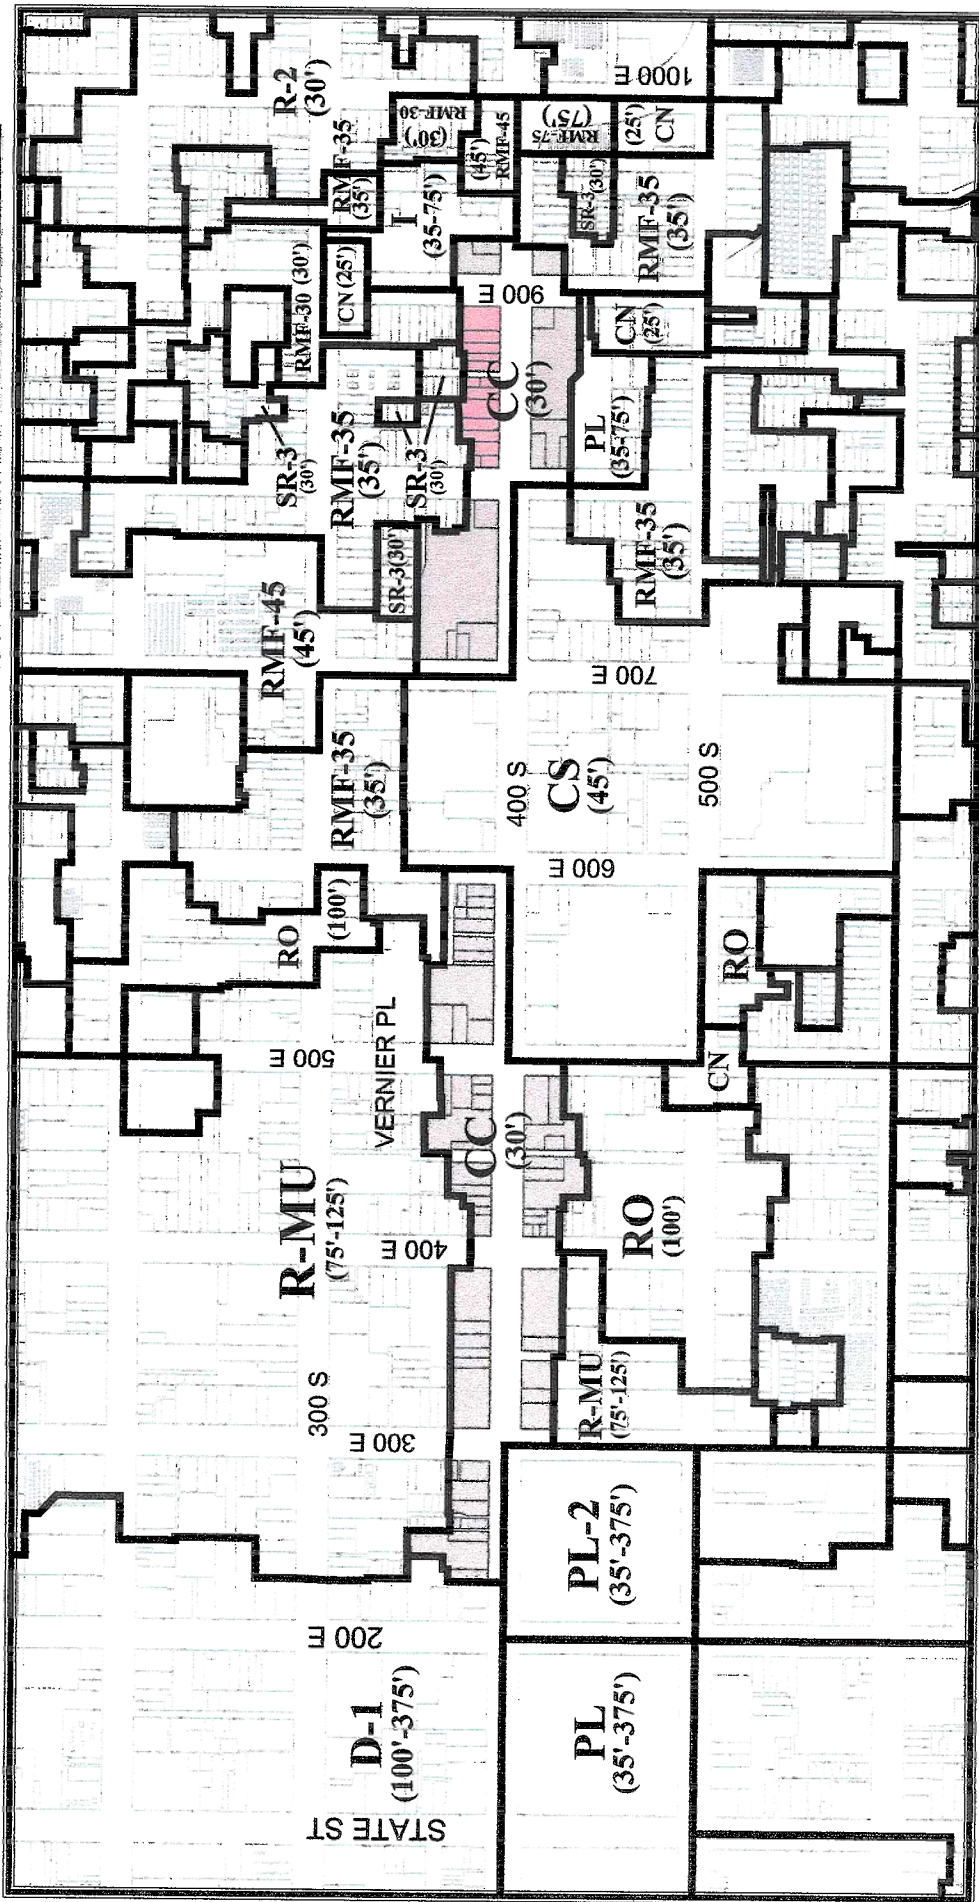 R-2
(30')
1000 E
RMF-30
(30')
RMF-75
(75')
(25')
CN
RMF-45
(45')
RMF-35
(35')
I
(35-75')
SR-3
(30')
RMF-35
(35')
RMF-30 (30')
CN (25')
900 E
CN
(25')
CC
(30')
PL
(35-75')
SR-3
(30')
RMF-35
(35')
SR-3
(30')
SR-3(30')
RMF-35
(35')
RMF-45
(45')
700 E
RMF-35
(35')
400 S
CS
(45')
500 S
600 E
RO
(100')
RO
VERNIER PL
500 E
CN
R-MU
(75'-125')
CC
(30')
400 E
RO
(100')
300 S
300 E
R-MU
(75'-125')
PL-2
(35'-375')
200 E
D-1
(100'-375')
PL
(35'-375')
STATE ST